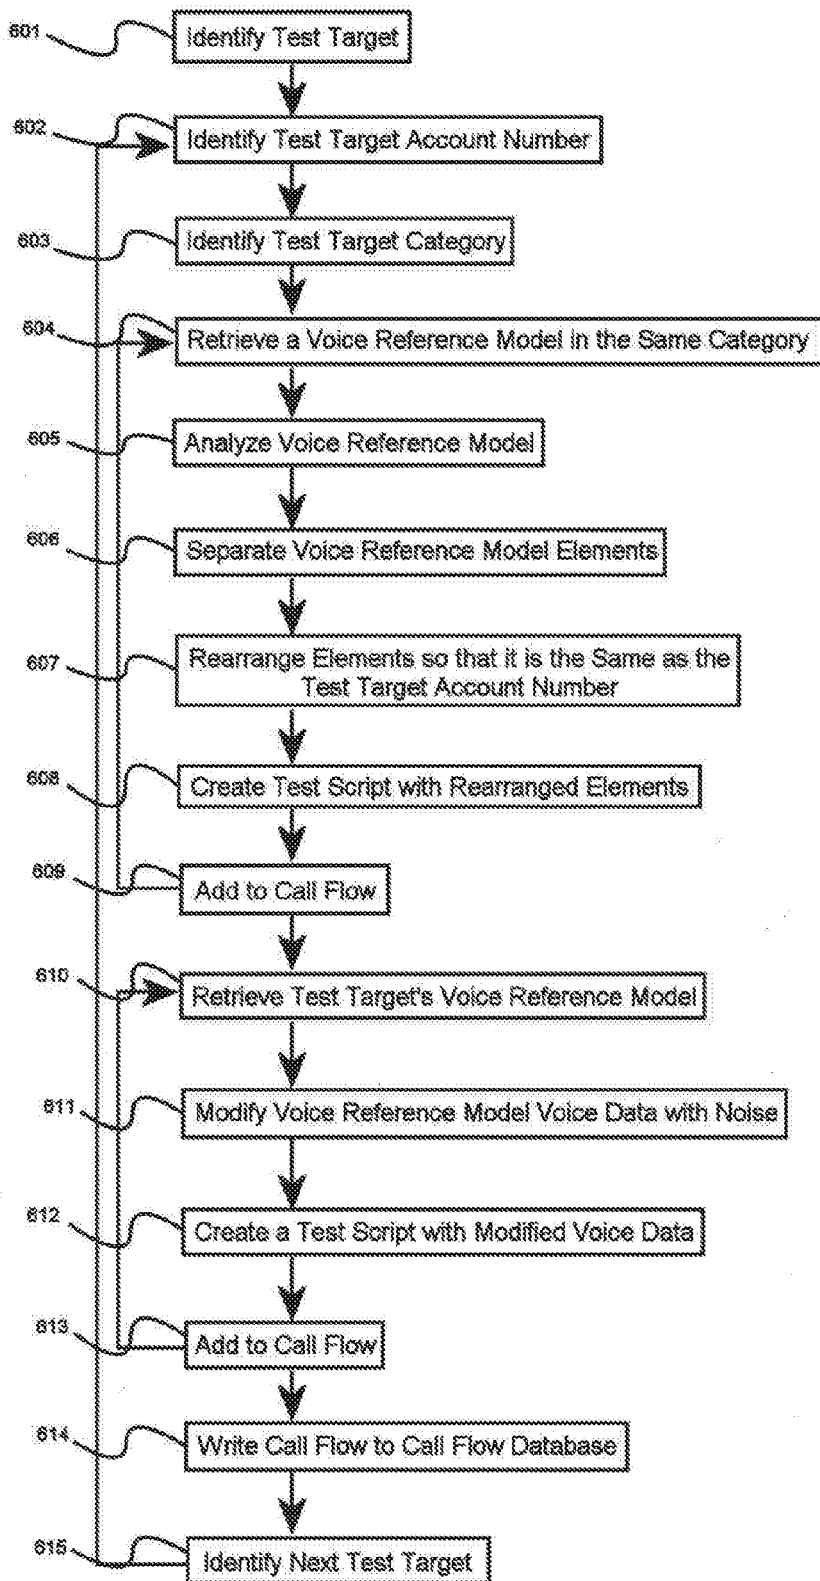 601
Identify Test Target
602
Identify Test Target Account Number
603
Identify Test Target Category
604
Retrieve a Voice Reference Model in the Same Category
605
Analyze Voice Reference Model
606
Separate Voice Reference Model Elements
607
Rearrange Elements so that it is the Same as the
Test Target Account Number
608
Create Test Script with Rearranged Elements
609
Add to Call Flow
610
Retrieve Test Target's Voice Reference Model
611
Modify Voice Reference Model Voice Data with Noise
612
Create a Test Script with Modified Voice Data
613
Add to Call Flow
614
Write Call Flow to Call Flow Database
615
Identify Next Test Target